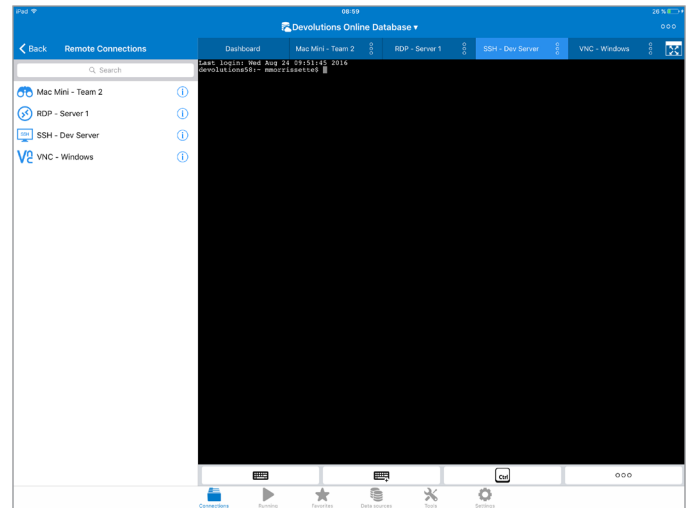 iPad 08:59 26 %
Devolutions Online Database ▾
Back Remote Connections Dashboard Mac Mini - Team 2 RDP - Server 1 SSH - Dev Server VNC - Windows
Search
Last login: Wed Aug 24 09:51:45 2016
devolutions58:~ mmorrissette$
Mac Mini - Team 2
RDP - Server 1
SSH
SSH - Dev Server
VNC - Windows
Ctrl
Connections Running Favorites Data sources Tools Settings